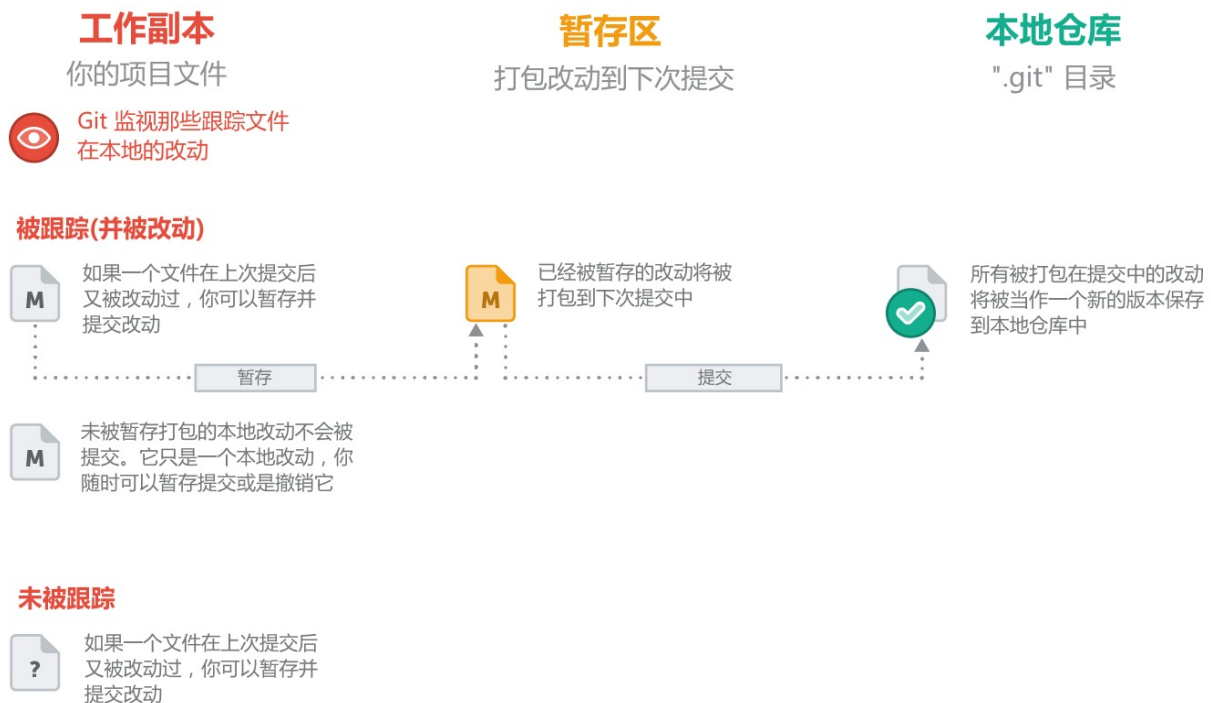 工作副本
你的项目文件
暂存区
打包改动到下次提交
本地仓库
".git" 目录
Git 监视那些跟踪文件
在本地的改动
被跟踪(并被改动)
M
如果一个文件在上次提交后
又被改动过，你可以暂存并
提交改动
M
已经被暂存的改动将被
打包到下次提交中
所有被打包在提交中的改动
将被当作一个新的版本保存
到本地仓库中
暂存
提交
M
未被暂存打包的本地改动不会被
提交。它只是一个本地改动，你
随时可以暂存提交或是撤销它
未被跟踪
?
如果一个文件在上次提交后
又被改动过，你可以暂存并
提交改动